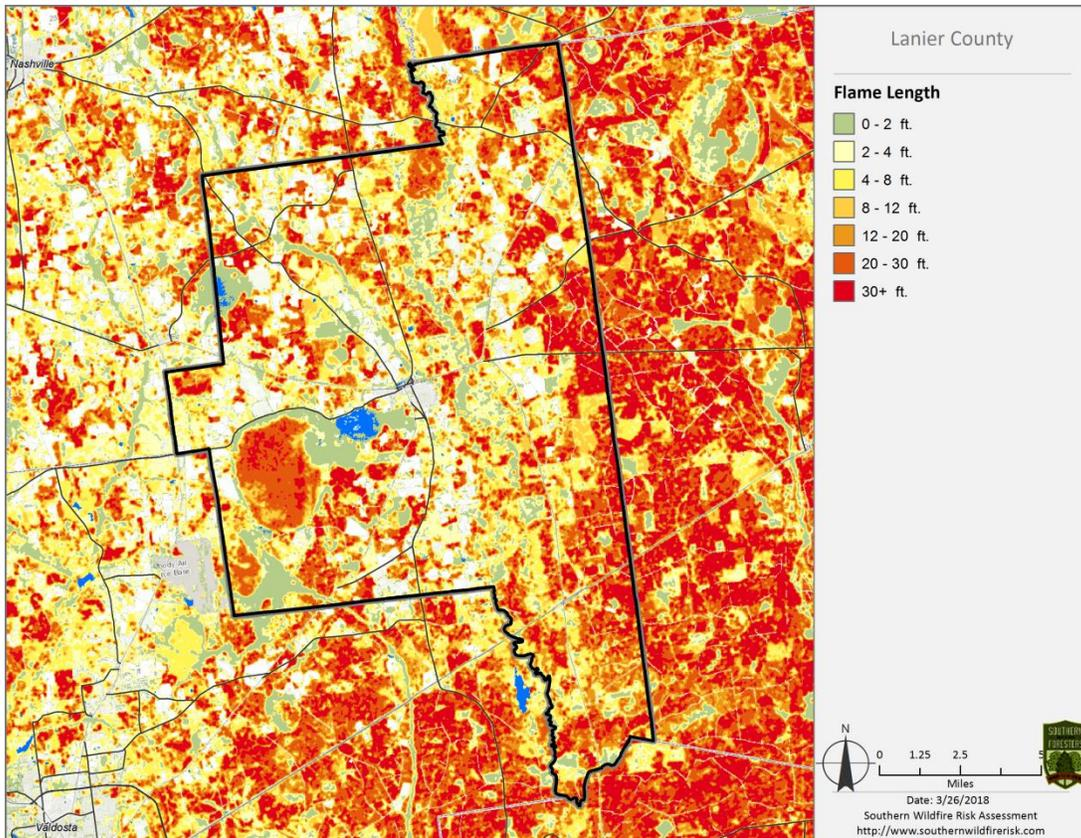 Nashville
Valdosta
Lanier County
Flame Length
0 - 2 ft.
2 - 4 ft.
4 - 8 ft.
8 - 12 ft.
12 - 20 ft.
20 - 30 ft.
30+ ft.
N
0 1.25 2.5 5
Miles
SOUTHERN
FORESTERS
Date: 3/26/2018
Southern Wildfire Risk Assessment
http://www.southernwildfirerisk.com